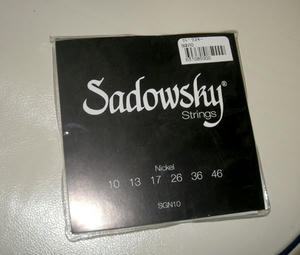 Sadowsky®
Strings
Nickel
10 13 17 26 36 46
SGN10